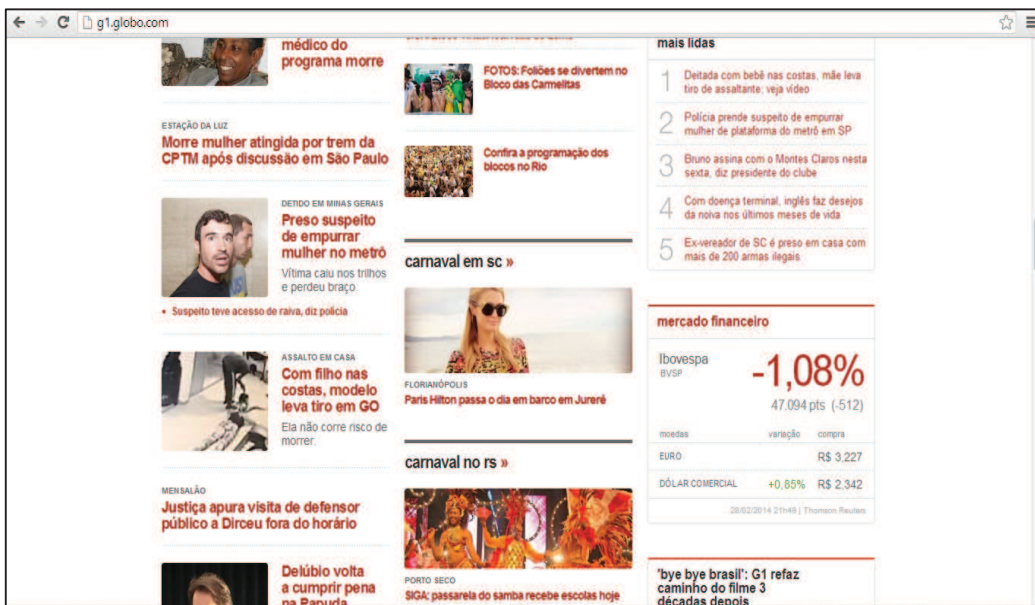 g1.globo.com
médico do
programa morre
ESTAÇÃO DA LUZ
Morre mulher atingida por trem da
CPTM após discussão em São Paulo
DETIDO EM MINAS GERAIS
Preso suspeito
de empurrar
mulher no metrô
Vítima caiu nos trilhos
e perdeu braço.
• Suspeito teve acesso de raiva, diz polícia
ASSALTO EM CASA
Com filho nas
costas, modelo
leva tiro em GO
Ela não corre risco de
morrer.
MENSALÃO
Justiça apura visita de defensor
público a Dirceu fora do horário
Delúbio volta
a cumprir pena
na Papuda
FOTOS: Foliões se divertem no
Bloco das Carmelitas
Confira a programação dos
blocos no Rio
carnaval em sc »
FLORIANÓPOLIS
Paris Hilton passa o dia em barco em Jurerê
carnaval no rs »
PORTO SECO
SIGA: passarela do samba recebe escolas hoje
mais lidas
1 Deitada com bebê nas costas, mãe leva
tiro de assaltante; veja vídeo
2 Polícia prende suspeito de empurrar
mulher de plataforma do metrô em SP
3 Bruno assina com o Montes Claros nesta
sexta, diz presidente do clube
4 Com doença terminal, inglês faz desejos
da noiva nos últimos meses de vida
5 Ex-vereador de SC é preso em casa com
mais de 200 armas ilegais
mercado financeiro
Ibovespa -1,08%
BVSP
47.094 pts (-512)
moedas variação compra
EURO R$ 3,227
DÓLAR COMERCIAL +0,85% R$ 2,342
28/02/2014 21h49 | Thomson Reuters
'bye bye brasil': G1 refaz
caminho do filme 3
décadas depois